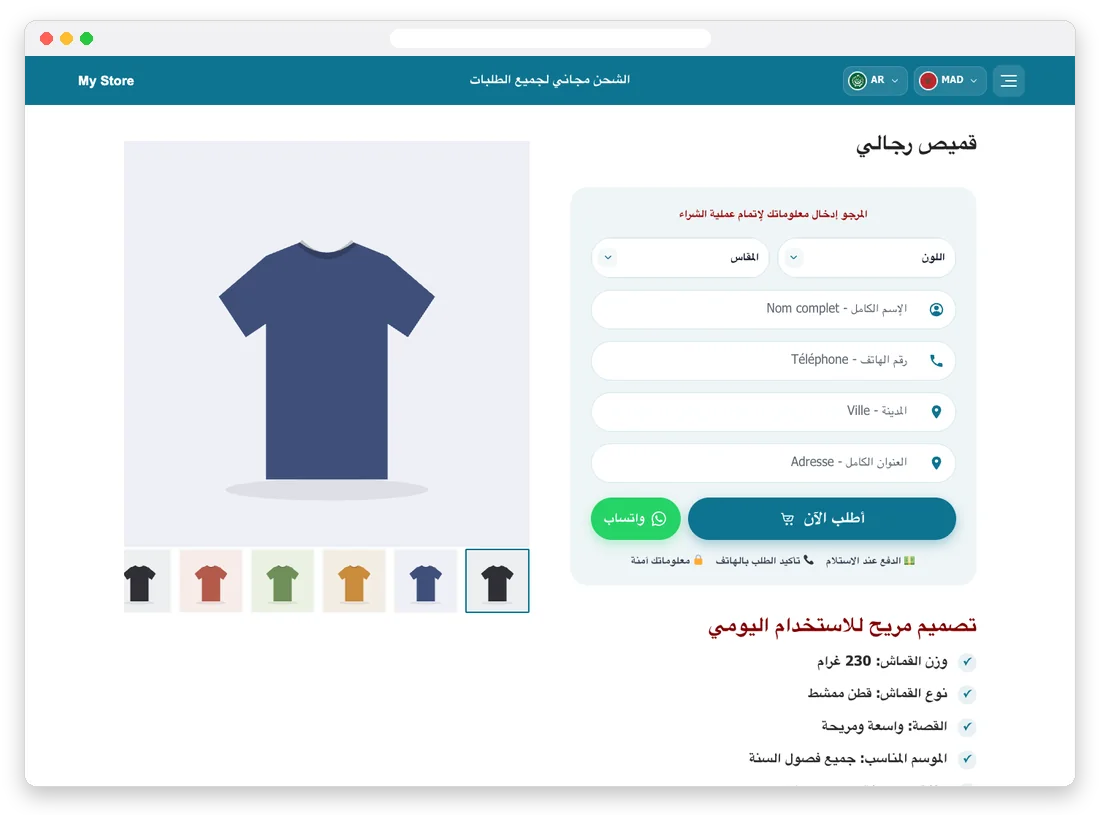 My Store
الشحن مجاني لجميع الطلبات
AR
MAD
قميص رجالي
المرجو إدخال معلوماتك لإتمام عملية الشراء
اللون
المقاس
الإسم الكامل - Nom complet
رقم الهاتف - Téléphone
المدينة - Ville
العنوان الكامل - Adresse
أطلب الآن
واتساب
الدفع عند الإستلام
تأكيد الطلب بالهاتف
معلوماتك آمنة
تصميم مريح للاستخدام اليومي
وزن القماش: 230 غرام
نوع القماش: قطن ممشط
القصة: واسعة ومريحة
الموسم المناسب: جميع فصول السنة